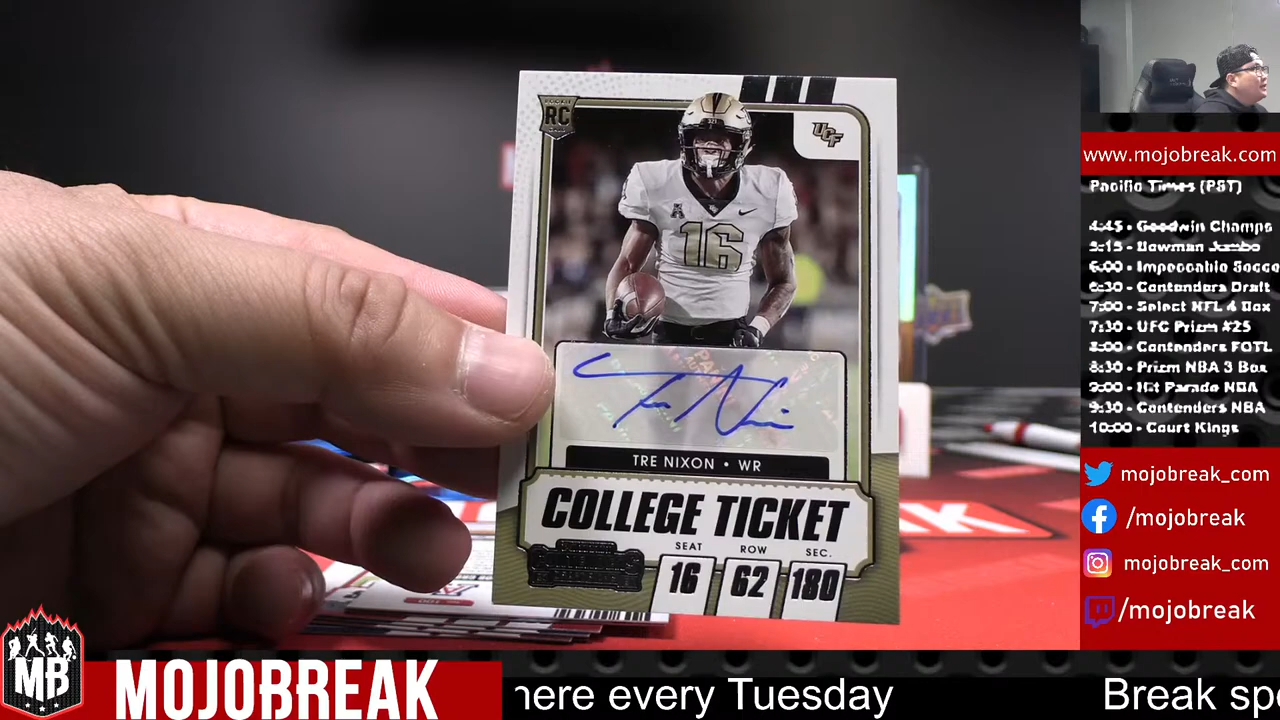 RC
UCF
16
TRE NIXON • WR
COLLEGE TICKET
SEAT ROW SEC.
16 62 180
www.mojobreak.com
Pacific Times (PST)
4:45 - Goodwin Champs
5:15 - Bowman Jumbo
6:00 - Impeccable Socce
6:30 - Contenders Draft
7:00 - Select NFL 4 Box
7:30 - UFC Prizm #25
8:00 - Contenders FOTL
8:30 - Prizm NBA 3 Box
9:00 - Hit Parade NBA
9:30 - Contenders NBA
10:00 - Court Kings
mojobreak_com
/mojobreak
mojobreak_com
/mojobreak
MB
MOJOBREAK
here every Tuesday
Break sp